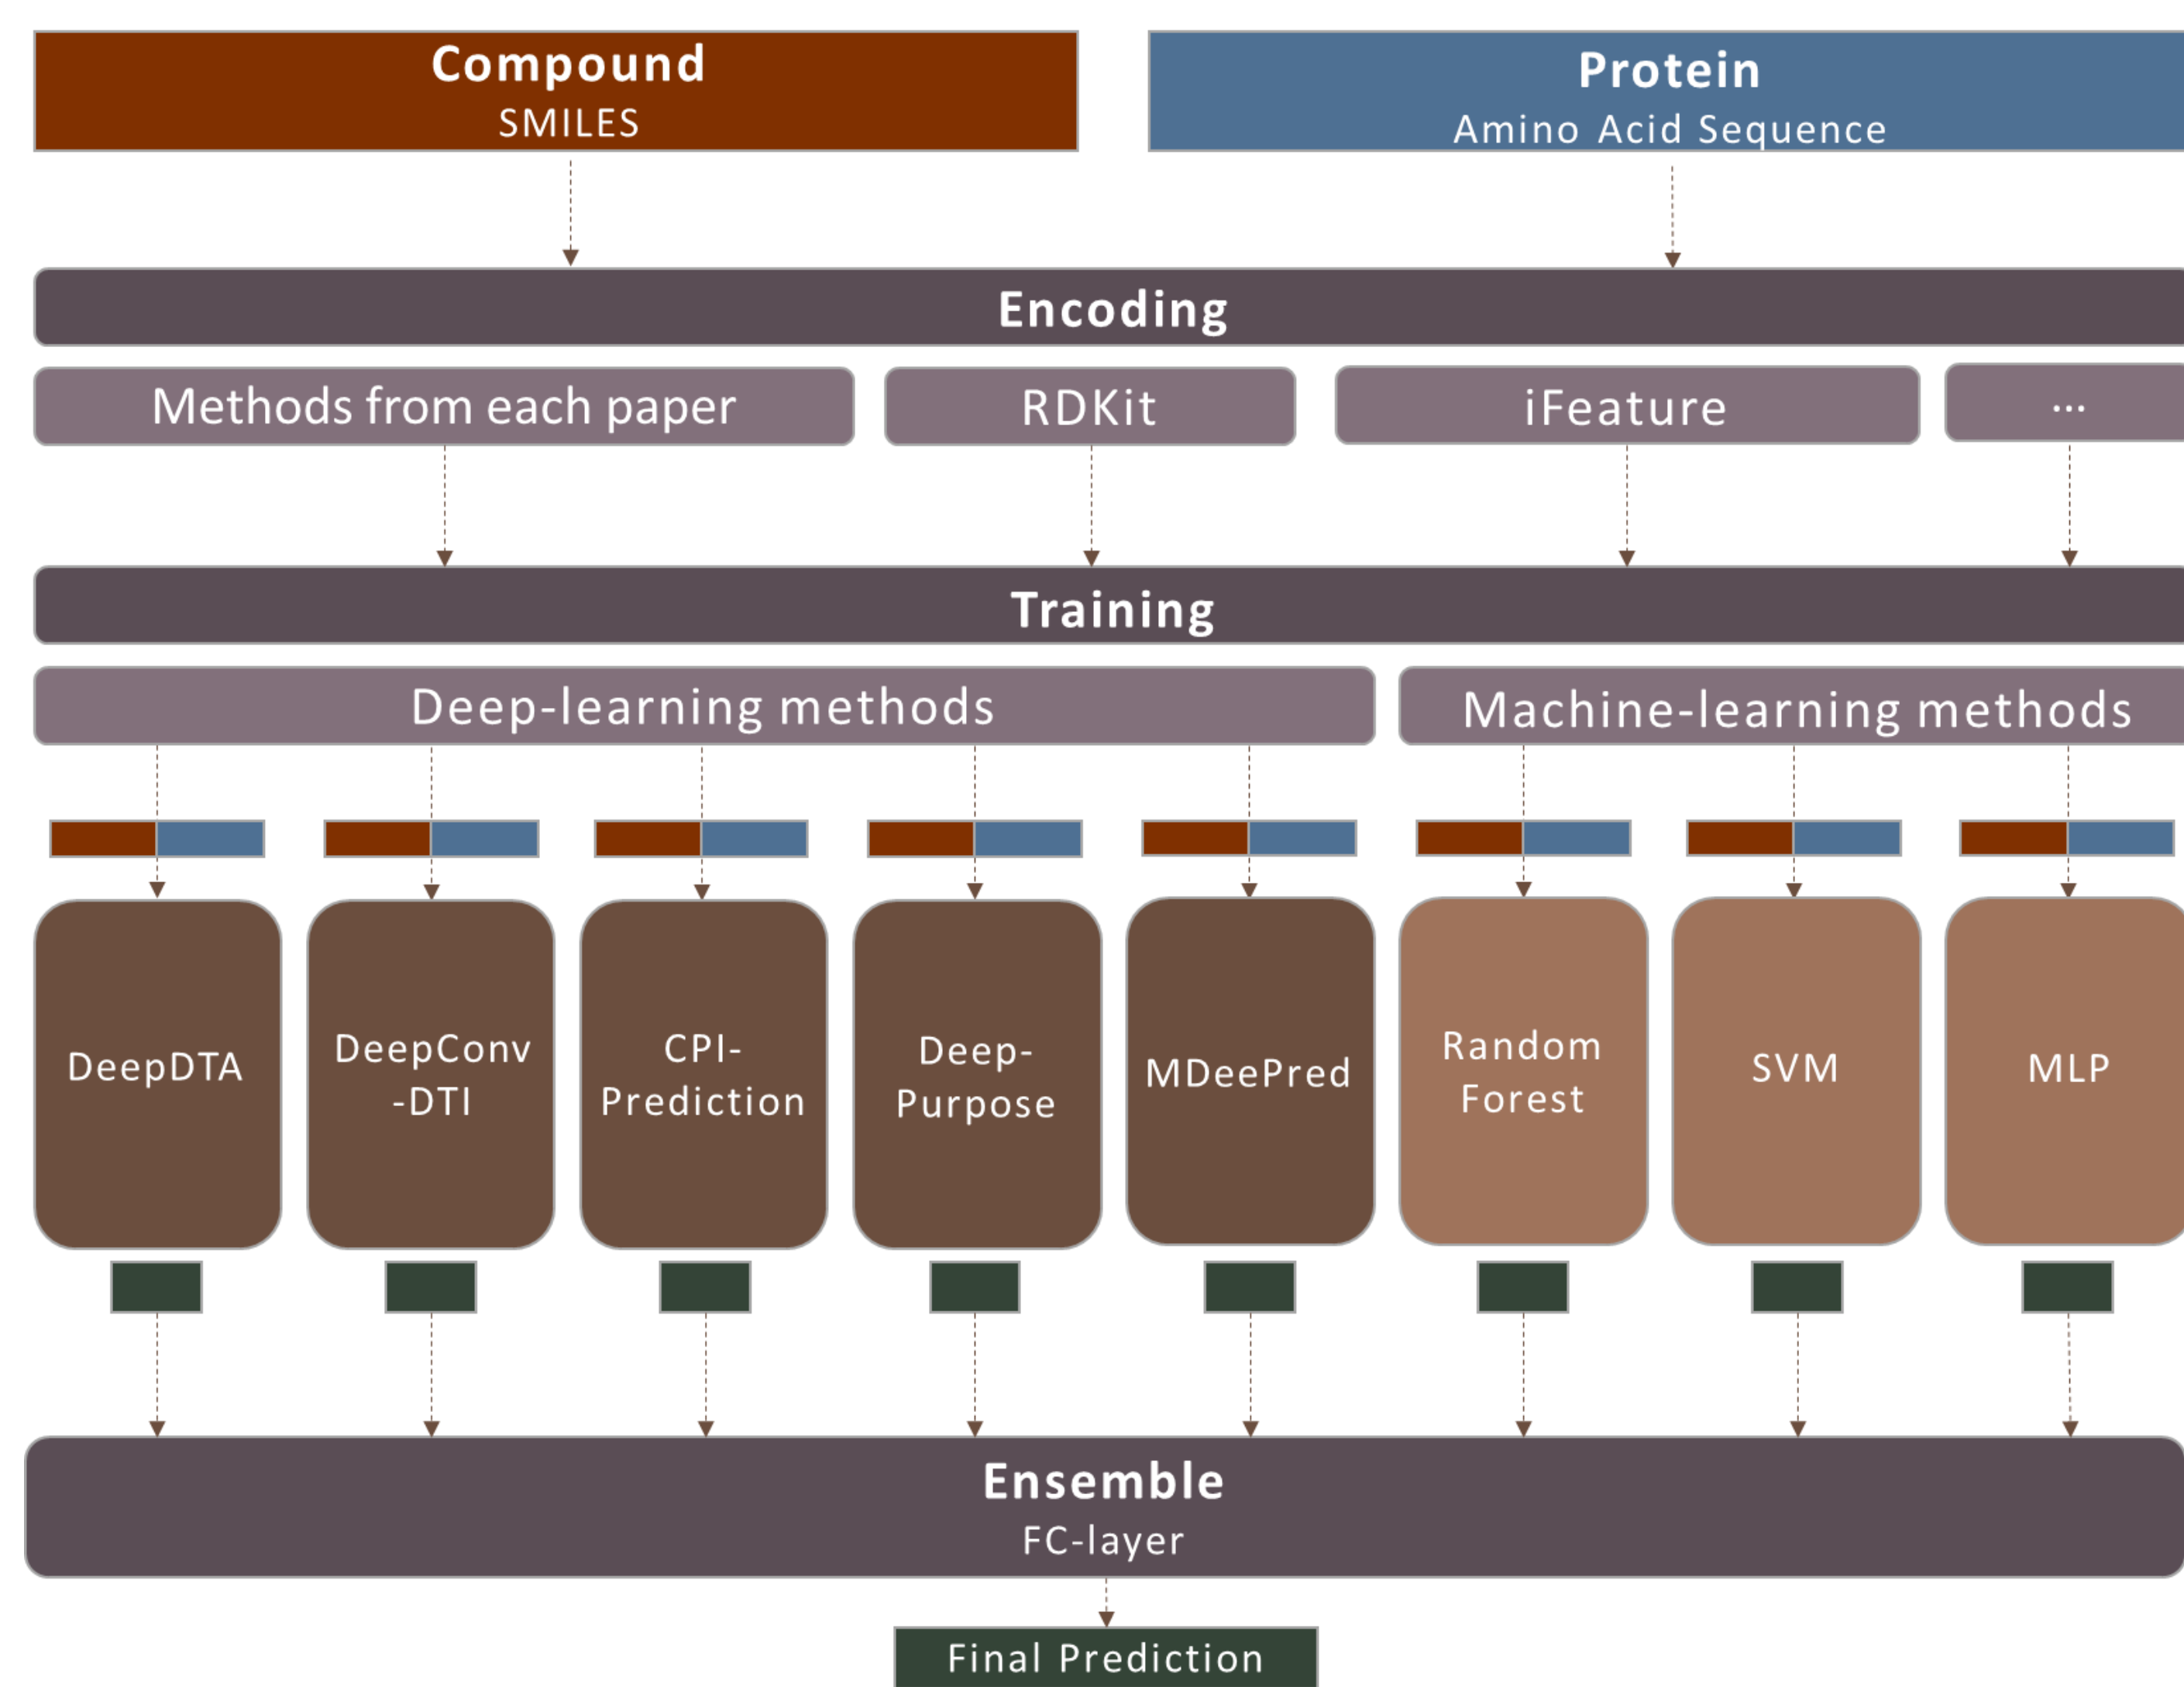 Compound
SMILES
Protein
Amino Acid Sequence
Encoding
Methods from each paper
RDKit
iFeature
...
Training
Deep-learning methods
Machine-learning methods
DeepDTA
DeepConv
-DTI
CPI-
Prediction
Deep-
Purpose
MDeePred
Random
Forest
SVM
MLP
Ensemble
FC-layer
Final Prediction